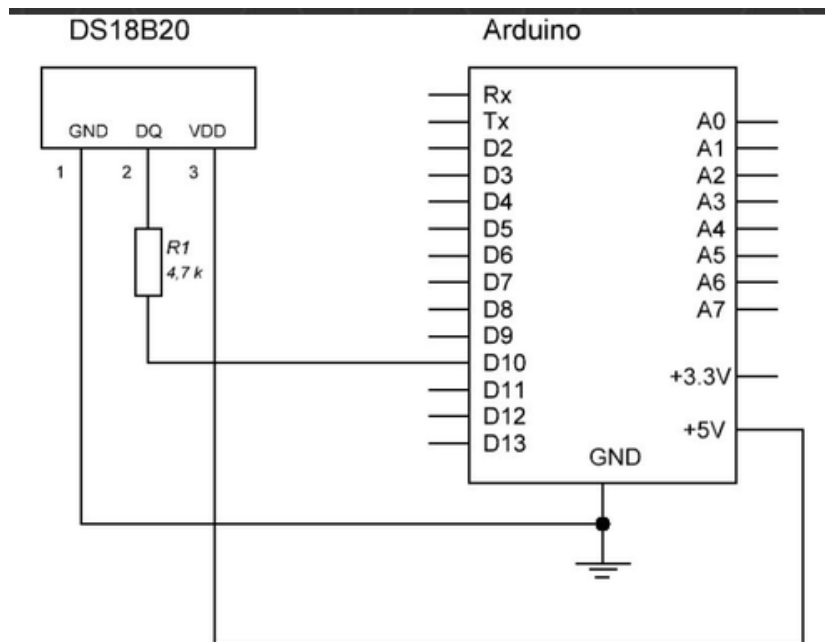 DS18B20
Arduino
GND DQ VDD
1 2 3
R1
4,7 k
Rx
Tx
D2
D3
D4
D5
D6
D7
D8
D9
D10
D11
D12
D13
A0
A1
A2
A3
A4
A5
A6
A7
+3.3V
+5V
GND